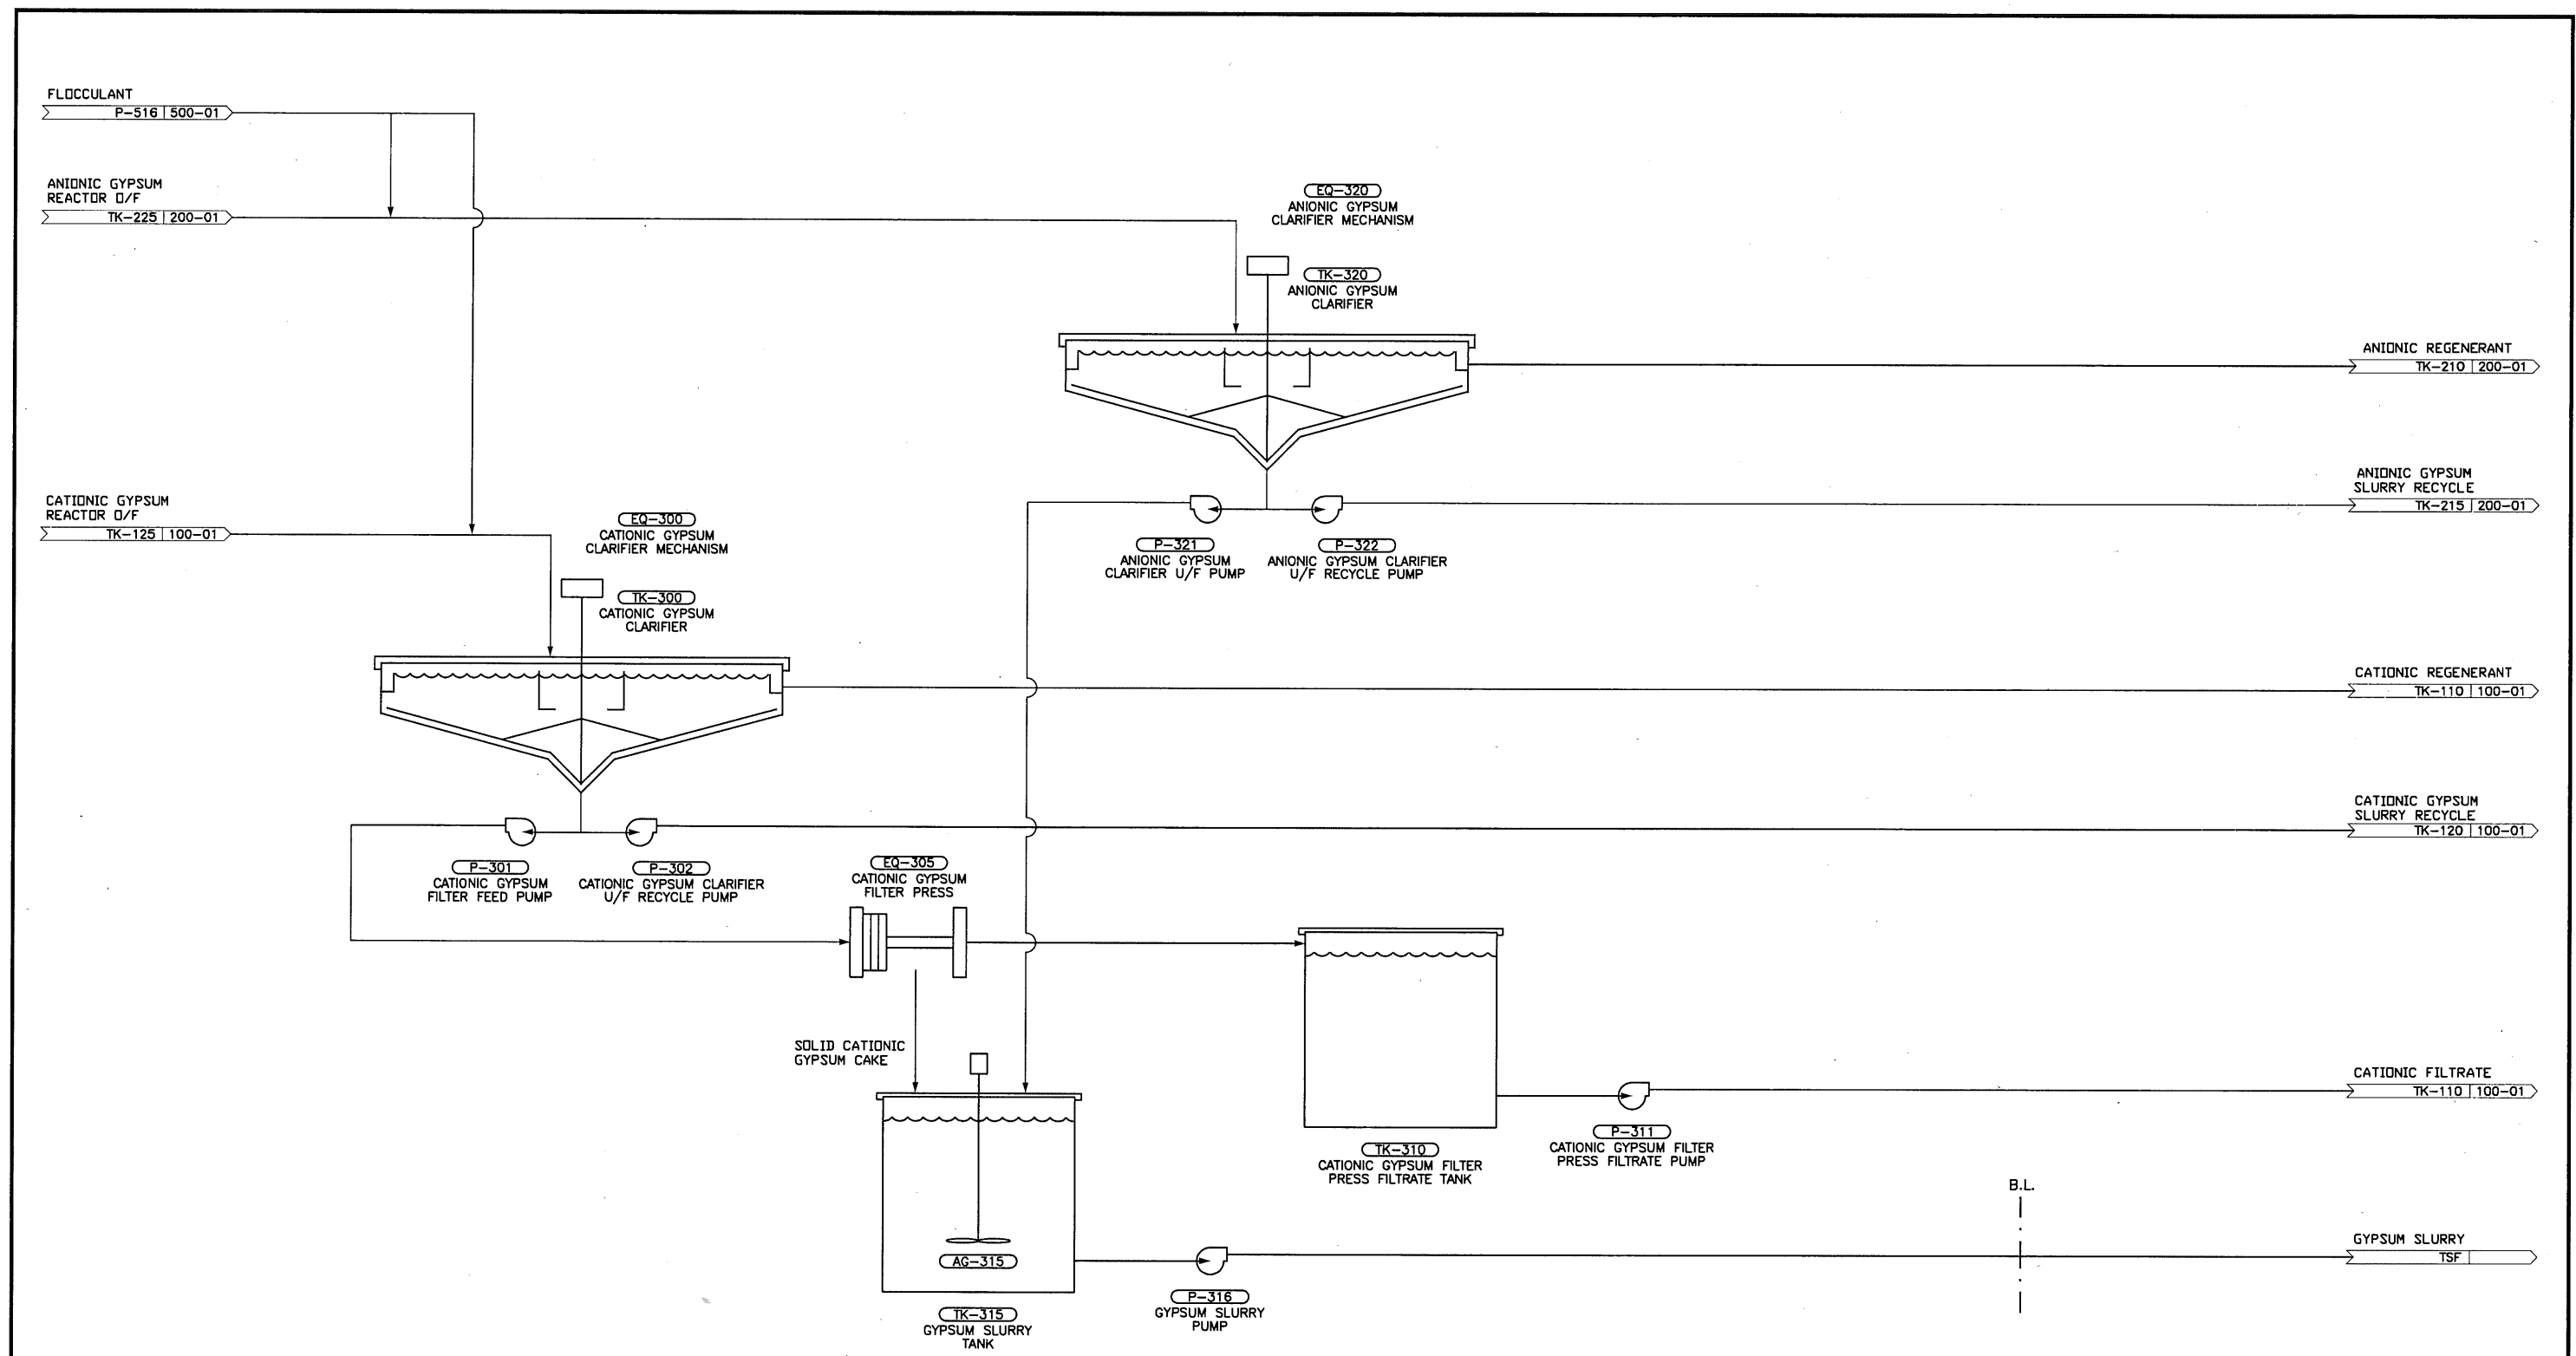 FLOCCULANT
P-516 | 500-01
ANIONIC GYPSUM
REACTOR O/F
TK-225 | 200-01
EQ-320
ANIONIC GYPSUM
CLARIFIER MECHANISM
TK-320
ANIONIC GYPSUM
CLARIFIER
ANIONIC REGENERANT
TK-210 | 200-01
ANIONIC GYPSUM
SLURRY RECYCLE
TK-215 | 200-01
CATIONIC GYPSUM
REACTOR O/F
TK-125 | 100-01
EQ-300
CATIONIC GYPSUM
CLARIFIER MECHANISM
P-321
ANIONIC GYPSUM
CLARIFIER U/F PUMP
P-322
ANIONIC GYPSUM CLARIFIER
U/F RECYCLE PUMP
TK-300
CATIONIC GYPSUM
CLARIFIER
CATIONIC REGENERANT
TK-110 | 100-01
CATIONIC GYPSUM
SLURRY RECYCLE
TK-120 | 100-01
P-301
CATIONIC GYPSUM
FILTER FEED PUMP
P-302
CATIONIC GYPSUM CLARIFIER
U/F RECYCLE PUMP
EQ-305
CATIONIC GYPSUM
FILTER PRESS
SOLID CATIONIC
GYPSUM CAKE
CATIONIC FILTRATE
TK-110 | 100-01
TK-310
CATIONIC GYPSUM FILTER
PRESS FILTRATE TANK
P-311
CATIONIC GYPSUM FILTER
PRESS FILTRATE PUMP
B.L.
GYPSUM SLURRY
TSF
AG-315
TK-315
GYPSUM SLURRY
TANK
P-316
GYPSUM SLURRY
PUMP